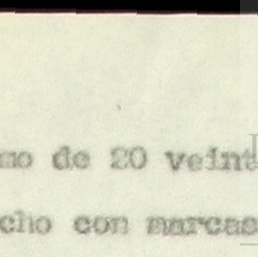 mo de 20 veint
cho con marcas